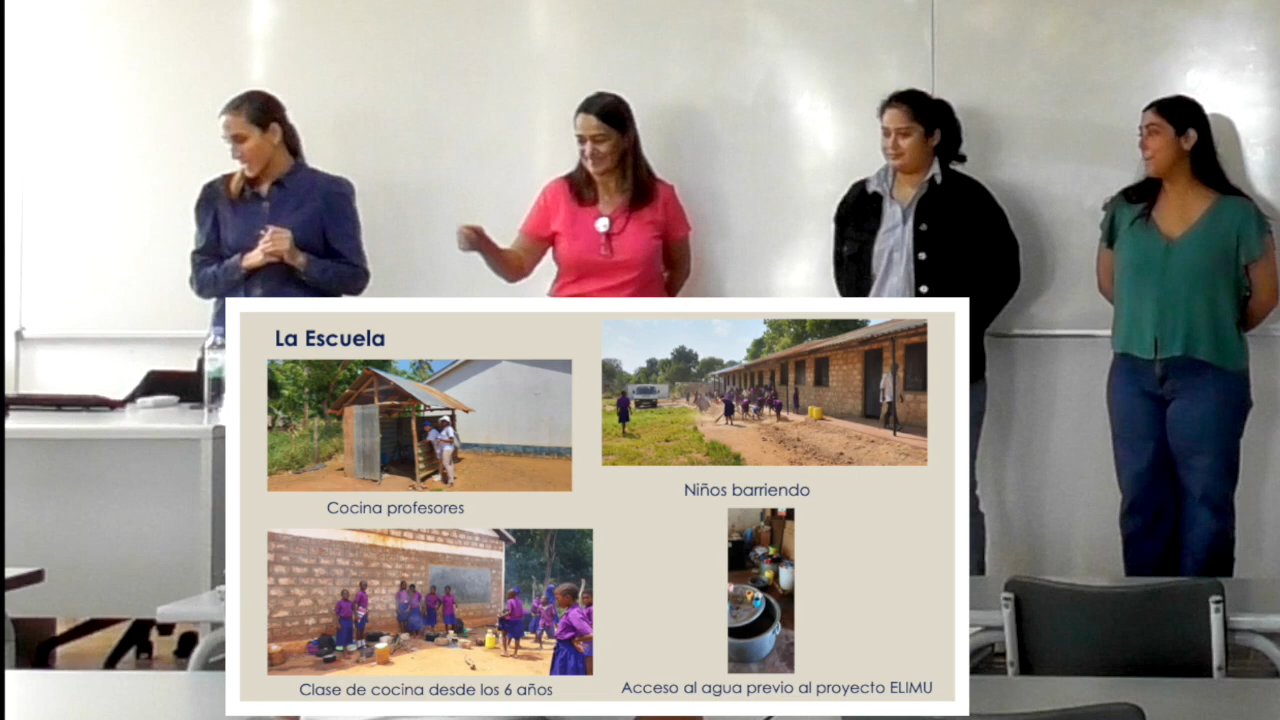 La Escuela
Cocina profesores
Niños barriendo
Clase de cocina desde los 6 años
Acceso al agua previo al proyecto ELIMU